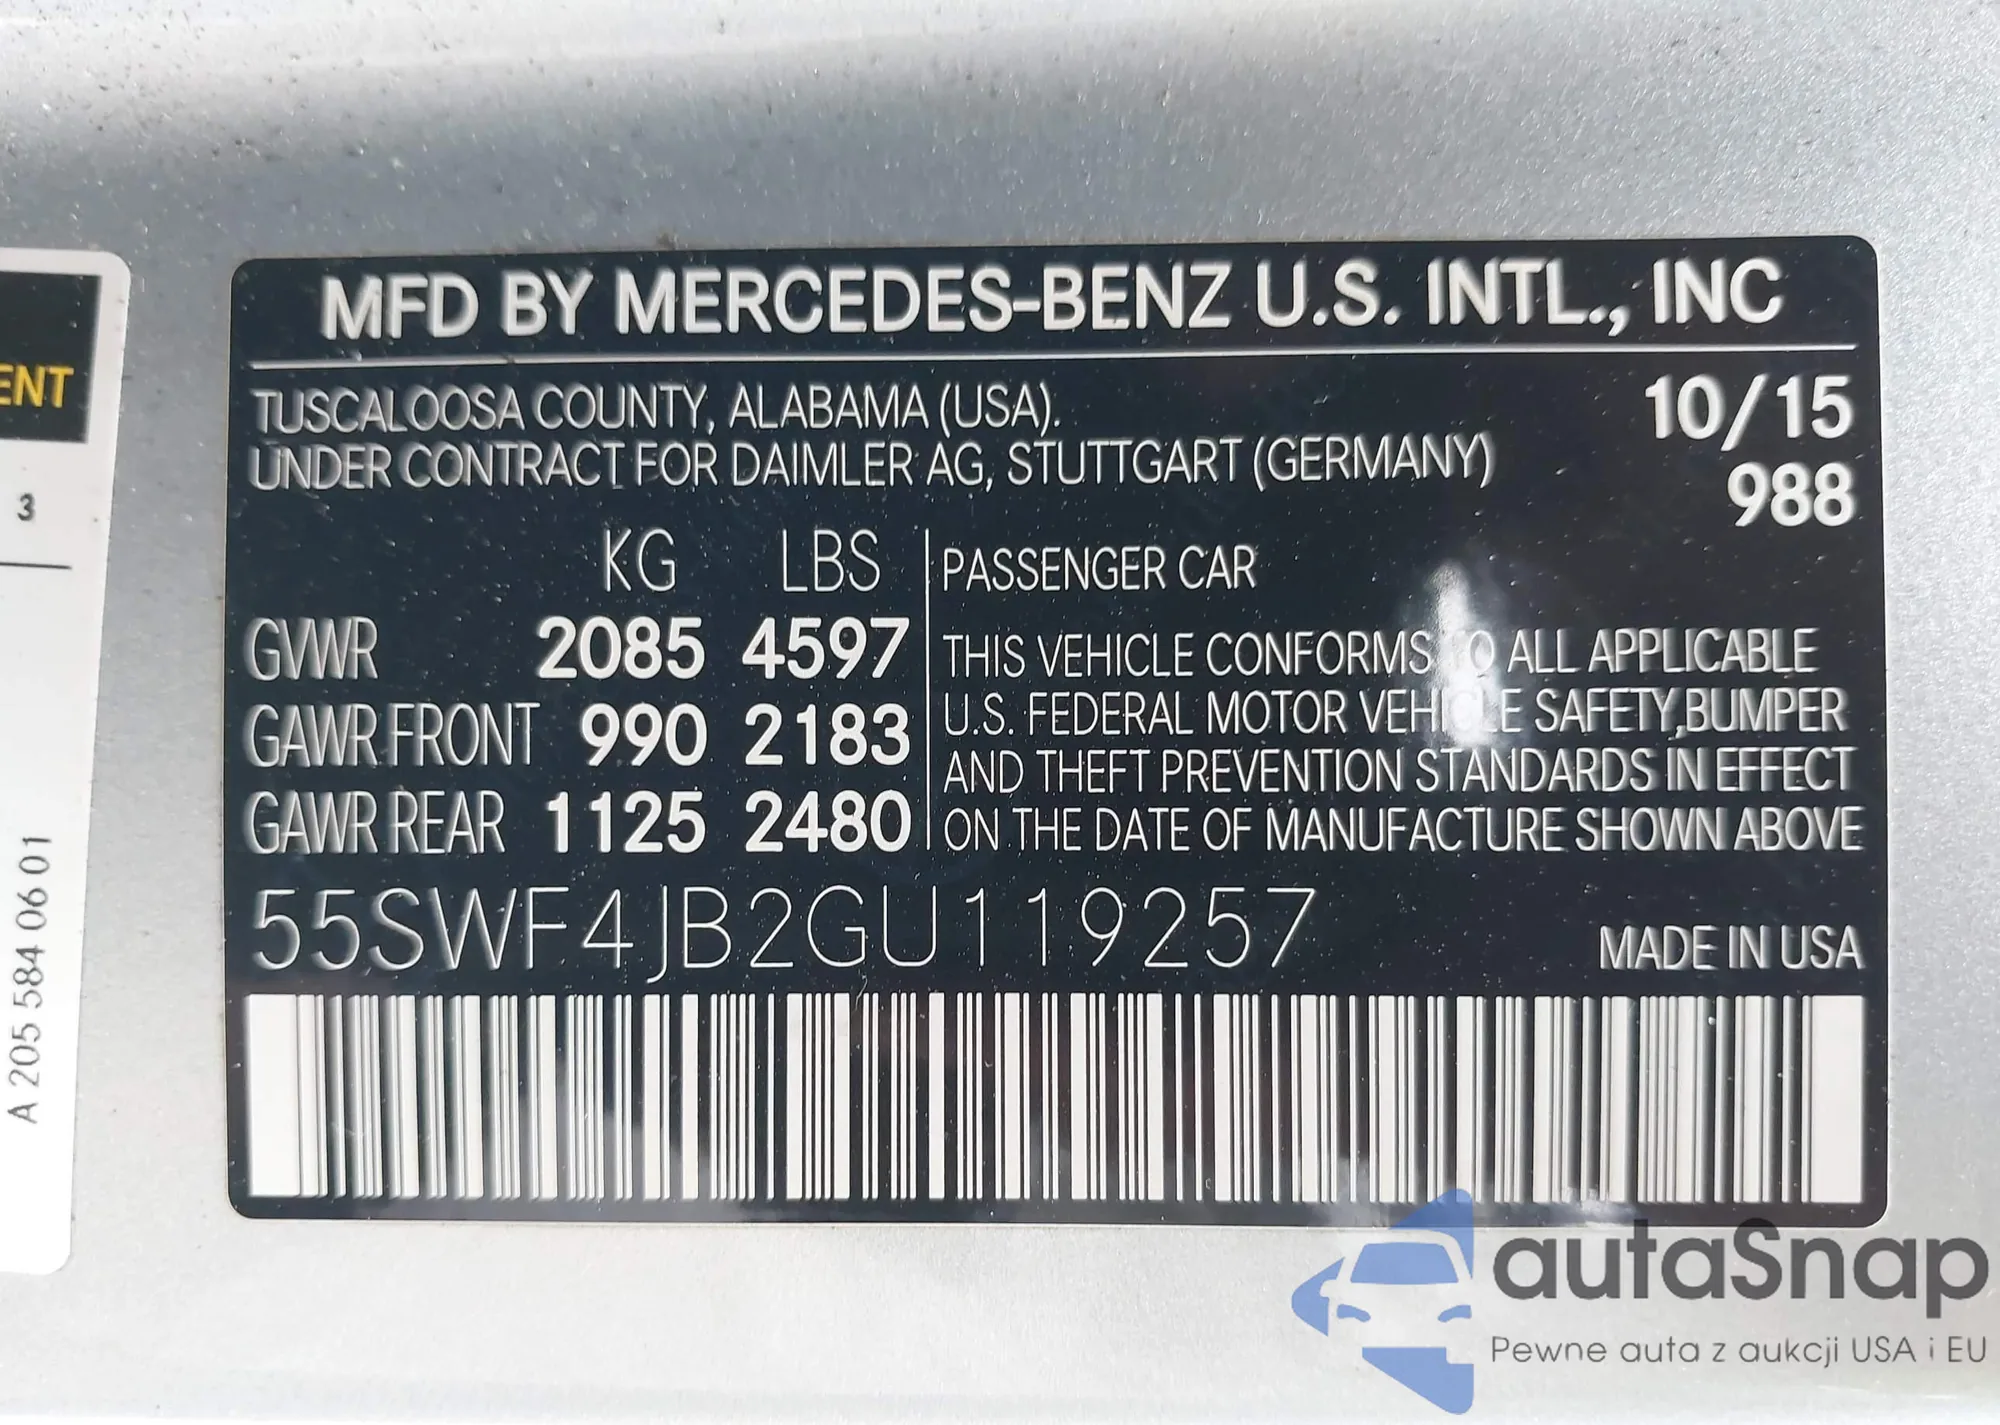 MFD BY MERCEDES-BENZ U.S. INTL., INC
TUSCALOOSA COUNTY, ALABAMA (USA).
UNDER CONTRACT FOR DAIMLER AG, STUTTGART (GERMANY)
10/15
988
KG LBS
GVWR 2085 4597
GAWR FRONT 990 2183
GAWR REAR 1125 2480
PASSENGER CAR
THIS VEHICLE CONFORMS TO ALL APPLICABLE
U.S. FEDERAL MOTOR VEHICLE SAFETY,BUMPER
AND THEFT PREVENTION STANDARDS IN EFFECT
ON THE DATE OF MANUFACTURE SHOWN ABOVE
55SWF4JB2GU119257
MADE IN USA
ENT
3
A 205 584 06 01
autaSnap
Pewne auta z aukcji USA i EU